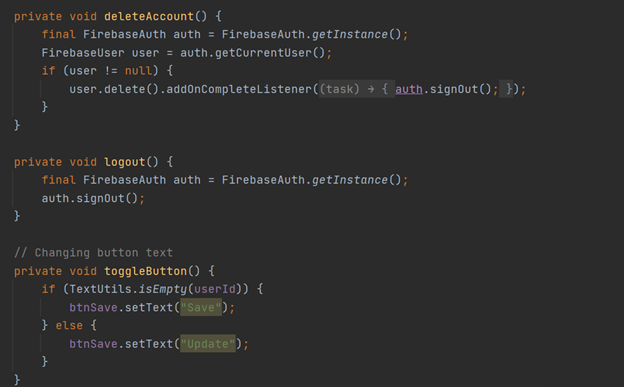 private void deleteAccount() {
    final FirebaseAuth auth = FirebaseAuth.getInstance();
    FirebaseUser user = auth.getCurrentUser();
    if (user != null) {
        user.delete().addOnCompleteListener((task) → { auth.signOut(); });
    }
}

private void logout() {
    final FirebaseAuth auth = FirebaseAuth.getInstance();
    auth.signOut();
}

// Changing button text
private void toggleButton() {
    if (TextUtils.isEmpty(userId)) {
        btnSave.setText("Save");
    } else {
        btnSave.setText("Update");
    }
}